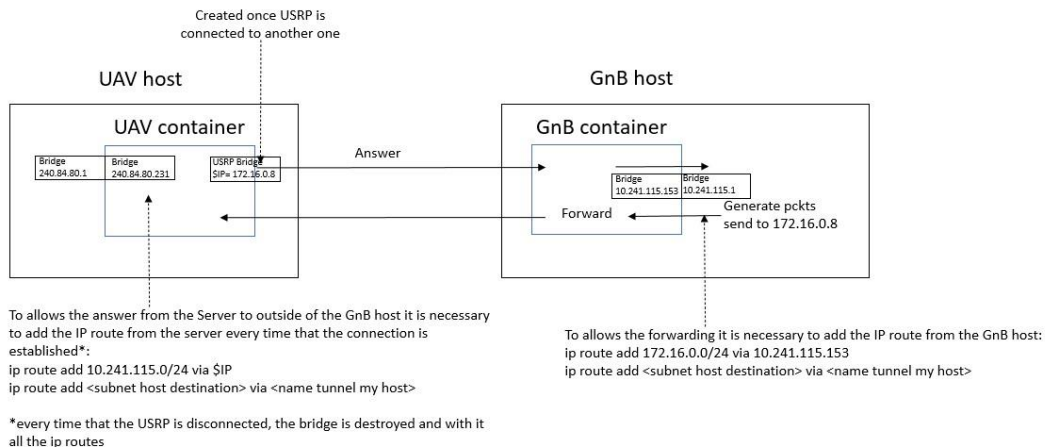 Created once USRP is
connected to another one
UAV host
GnB host
UAV container
GnB container
Bridge
240.84.80.1
Bridge
240.84.80.231
USRP Bridge
$IP= 172.16.0.8
Answer
Bridge
10.241.115.153
Bridge
10.241.115.1
Forward
Generate pckts
send to 172.16.0.8
To allows the answer from the Server to outside of the GnB host it is necessary
to add the IP route from the server every time that the connection is
established*:
ip route add 10.241.115.0/24 via $IP
ip route add <subnet host destination> via <name tunnel my host>
*every time that the USRP is disconnected, the bridge is destroyed and with it
all the ip routes
To allows the forwarding it is necessary to add the IP route from the GnB host:
ip route add 172.16.0.0/24 via 10.241.115.153
ip route add <subnet host destination> via <name tunnel my host>